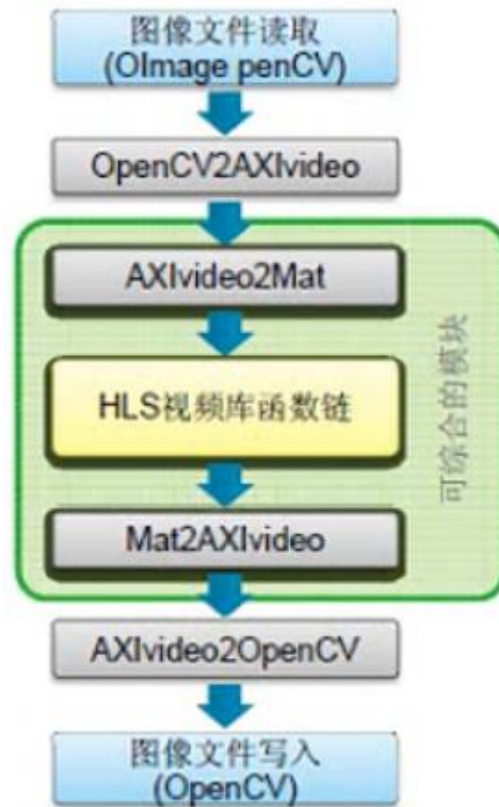 图像文件读取
(OImage penCV)
OpenCV2AXIvideo
AXIvideo2Mat
HLS视频库函数链
Mat2AXIvideo
可综合的模块
AXIvideo2OpenCV
图像文件写入
(OpenCV)